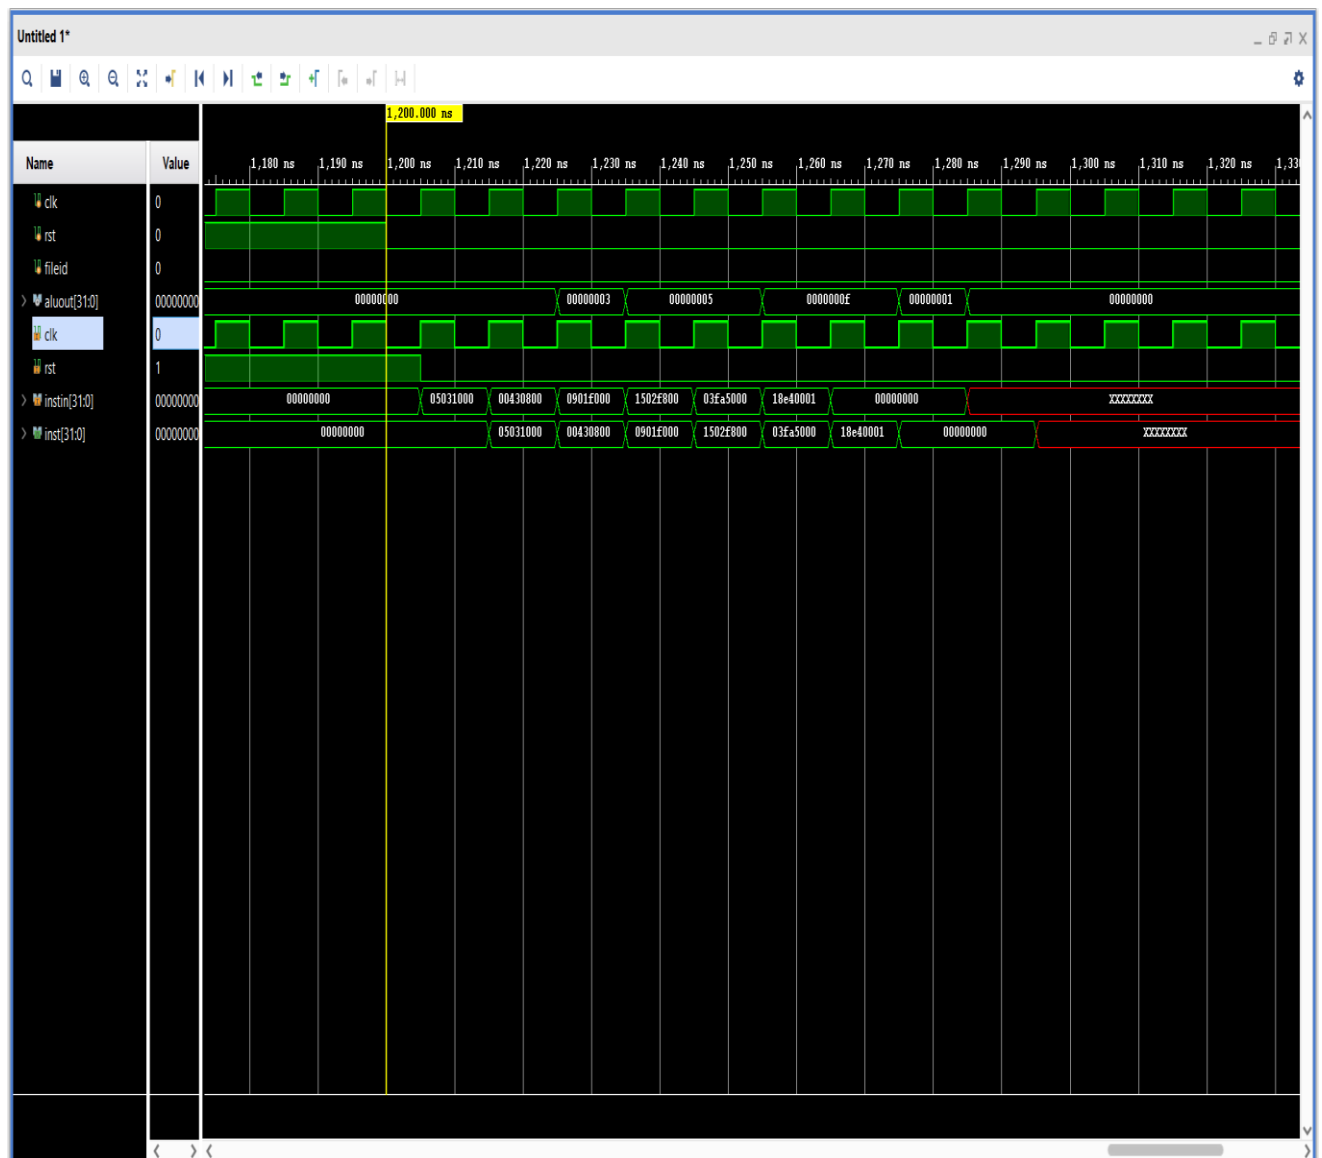 Untitled 1*
1,200.000 ns
Name Value 1,180 ns 1,190 ns 1,200 ns 1,210 ns 1,220 ns 1,230 ns 1,240 ns 1,250 ns 1,260 ns 1,270 ns 1,280 ns 1,290 ns 1,300 ns 1,310 ns 1,320 ns 1,33
clk 0
rst 0
fileid 0
aluout[31:0] 00000000 00000000 00000003 00000005 0000000f 00000001 00000000
clk 0
rst 1
instin[31:0] 00000000 00000000 05031000 00430800 0901f000 1502f800 03fa5000 18e40001 00000000 XXXXXXXX
inst[31:0] 00000000 00000000 05031000 00430800 0901f000 1502f800 03fa5000 18e40001 00000000 XXXXXXXX